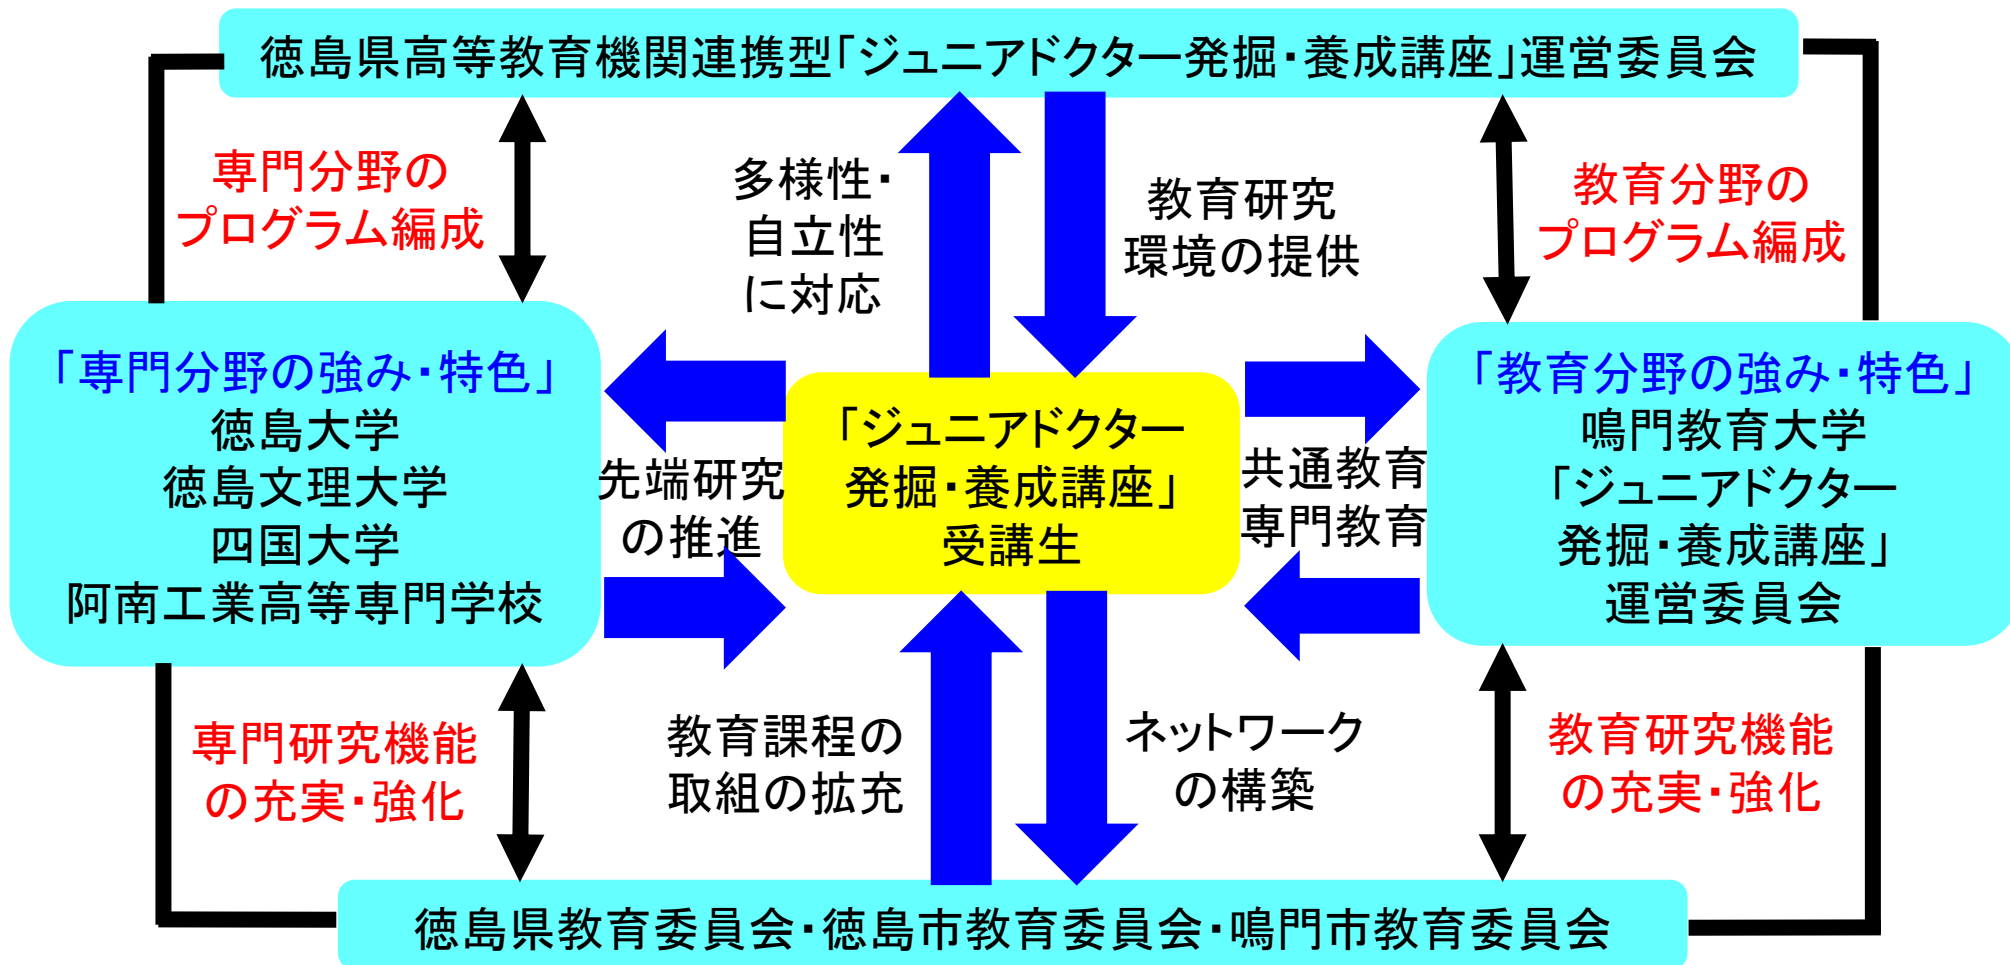 徳島県高等教育機関連携型「ジュニアドクター発掘・養成講座」運営委員会
専門分野の
プログラム編成
多様性・
自立性
に対応
教育研究
環境の提供
教育分野の
プログラム編成
「専門分野の強み・特色」
徳島大学
徳島文理大学
四国大学
阿南工業高等専門学校
先端研究
の推進
「ジュニアドクター
発掘・養成講座」
受講生
共通教育
専門教育
「教育分野の強み・特色」
鳴門教育大学
「ジュニアドクター
発掘・養成講座」
運営委員会
専門研究機能
の充実・強化
教育課程の
取組の拡充
ネットワーク
の構築
教育研究機能
の充実・強化
徳島県教育委員会・徳島市教育委員会・鳴門市教育委員会